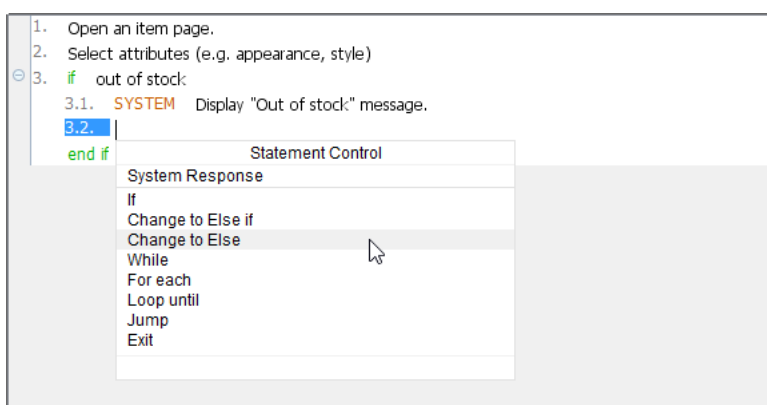 1. Open an item page.
2. Select attributes (e.g. appearance, style)
3. if out of stock
3.1. SYSTEM Display "Out of stock" message.
3.2.
end if
Statement Control
System Response
If
Change to Else if
Change to Else
While
For each
Loop until
Jump
Exit